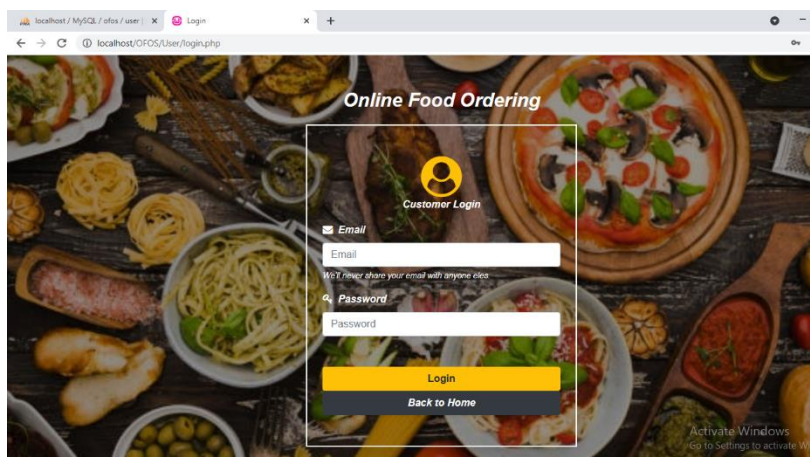 localhost / MySQL / ofos / user |
Login
localhost/OFOS/User/login.php
Online Food Ordering
Customer Login
Email
Email
We'll never share your email with anyone eles
Password
Password
Login
Back to Home
Activate Windows
Go to Settings to activate W